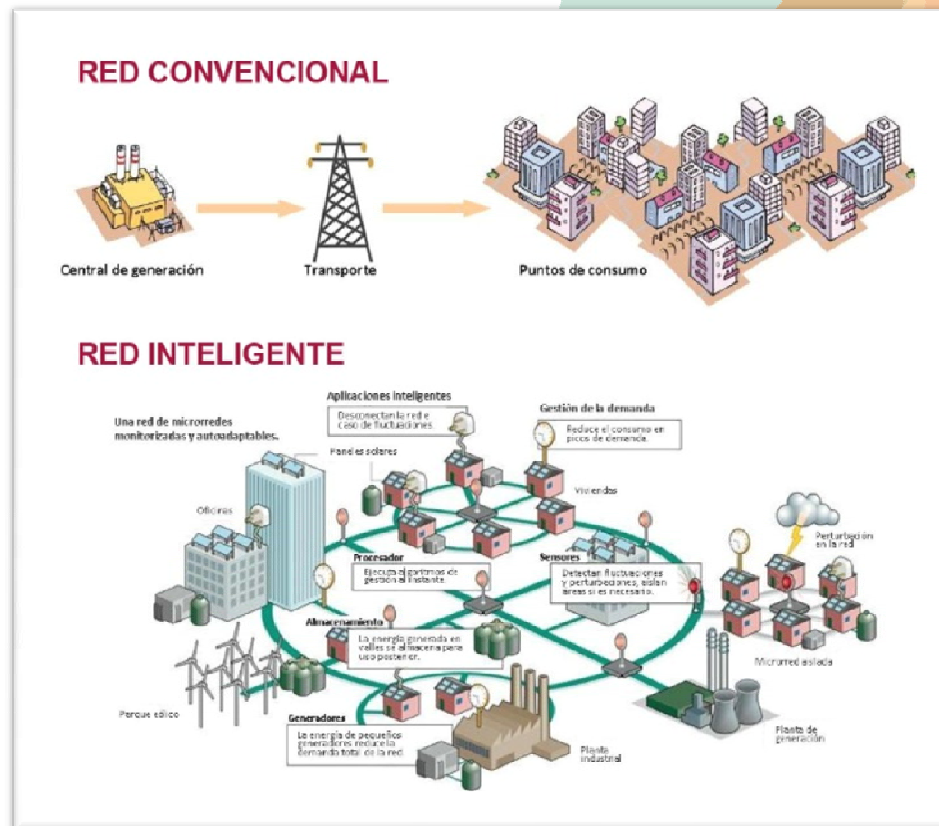 RED CONVENCIONAL
Central de generación
Transporte
Puntos de consumo
RED INTELIGENTE
Una red de microrredes
monitorizadas y autoadaptables.
Aplicaciones inteligentes
Desconectan la red e
caso de fluctuaciones.
Gestión de la demanda
Reduce el consumo en
picos de demanda.
Paneles solares
Viviendas
Oficinas
Perturbación
en la red
Procesador
Ejecuta algoritmos de
gestión al instante.
Sensores
Detectan fluctuaciones
y perturbaciones, aislan
áreas si es necesario.
Almacenamiento
La energía generada en
valles se almacena para
uso posterior.
Microrred aislada
Parque eólico
Generadores
La energía de pequeños
generadores reduce la
demanda total de la red.
Planta
industrial
Planta de
generación